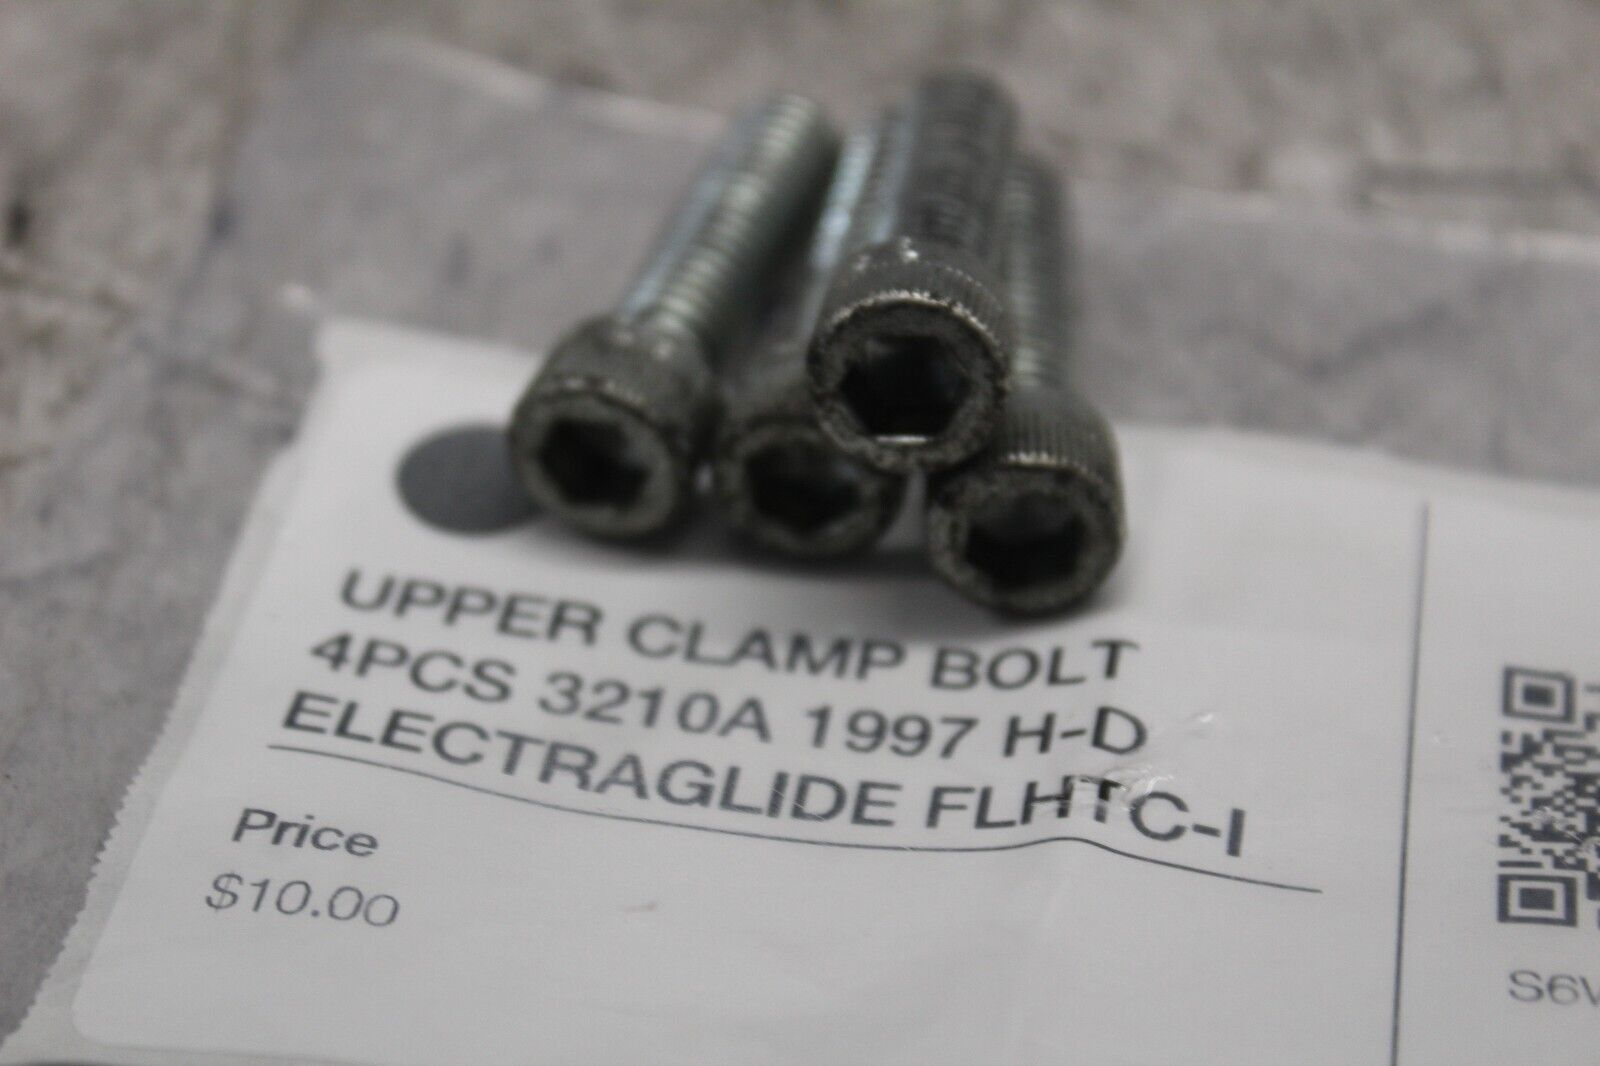 UPPER CLAMP BOLT
4PCS 3210A 1997 H-D
ELECTRAGLIDE FLHTC-I
Price
$10.00